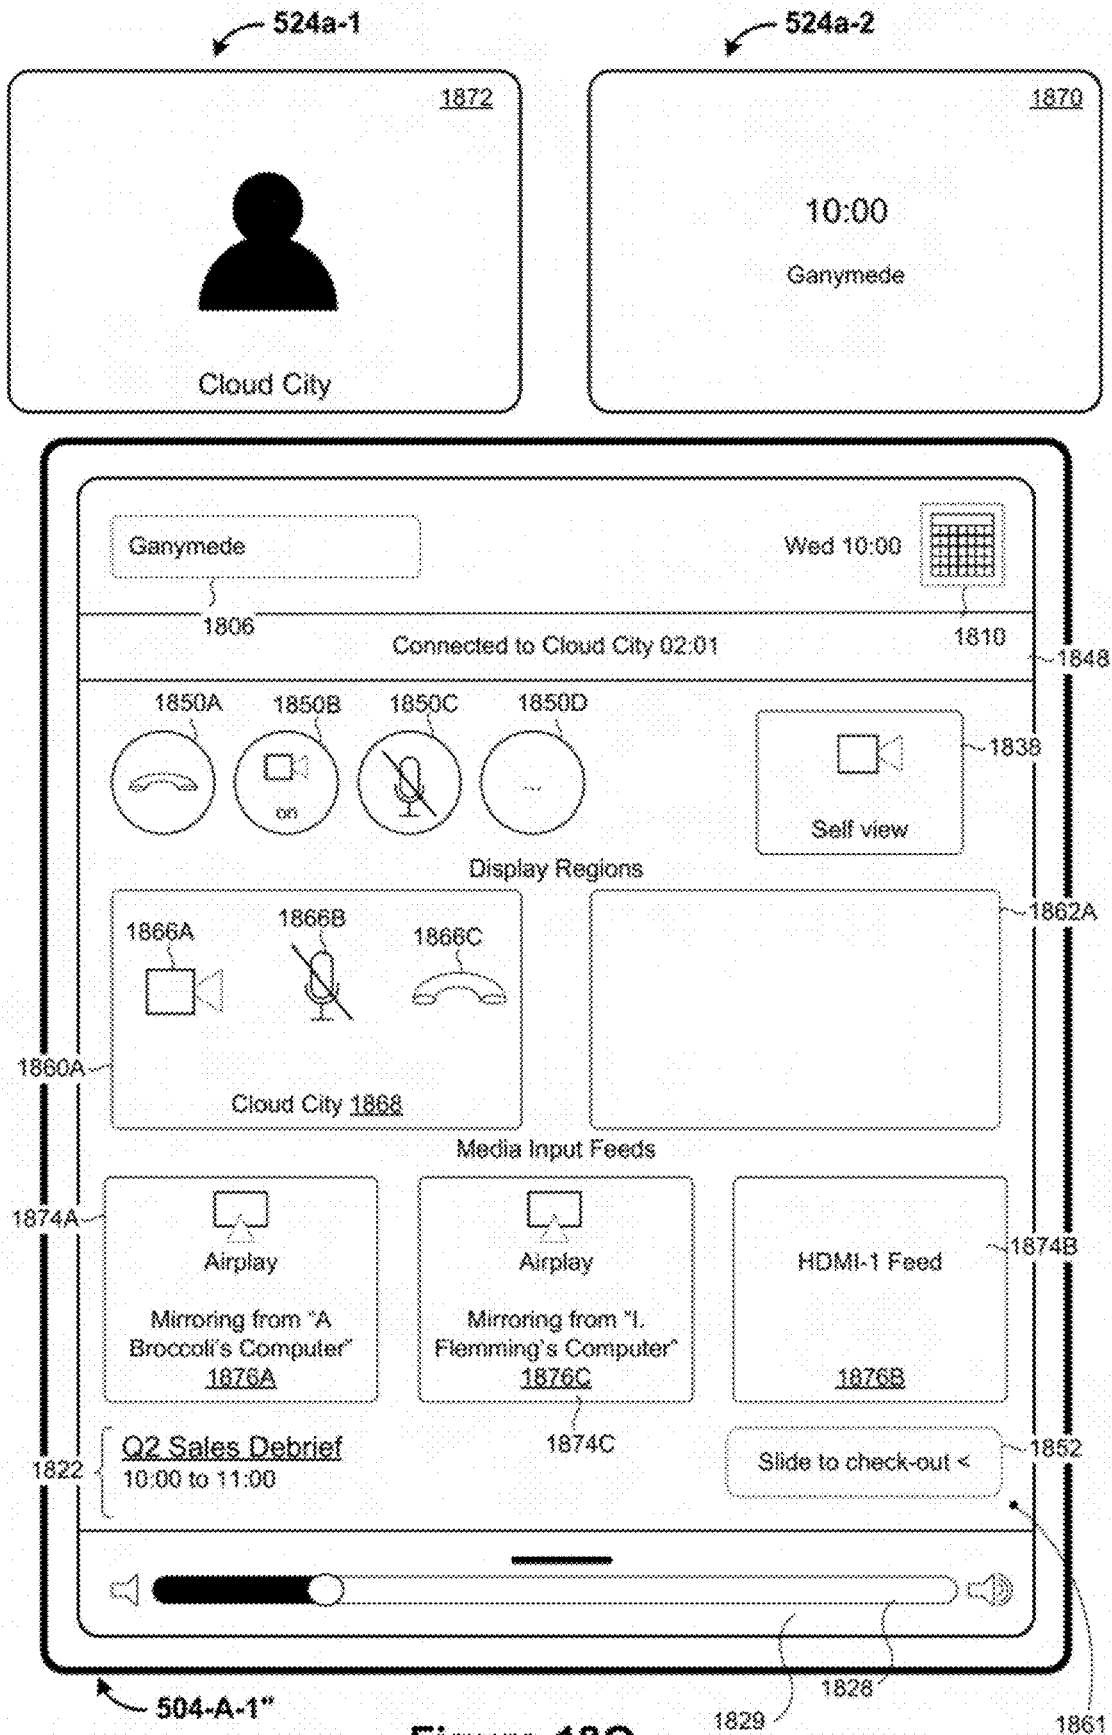 524a-1
524a-2
1872
1870
10:00
Ganymede
Cloud City
Ganymede
Wed 10:00
1806
1810
Connected to Cloud City 02:01
1848
1850A
1850B
1850C
1850D
1838
on
...
Self view
Display Regions
1862A
1866A
1866B
1866C
1860A
Cloud City 1868
Media Input Feeds
1874A
Airplay
Mirroring from "A
Broccoli's Computer"
1876A
Airplay
Mirroring from "I.
Flemming's Computer"
1876C
HDMI-1 Feed
1876B
1874B
1874C
1822
Q2 Sales Debrief
10:00 to 11:00
Slide to check-out <
1852
504-A-1"
1828
1829
1861